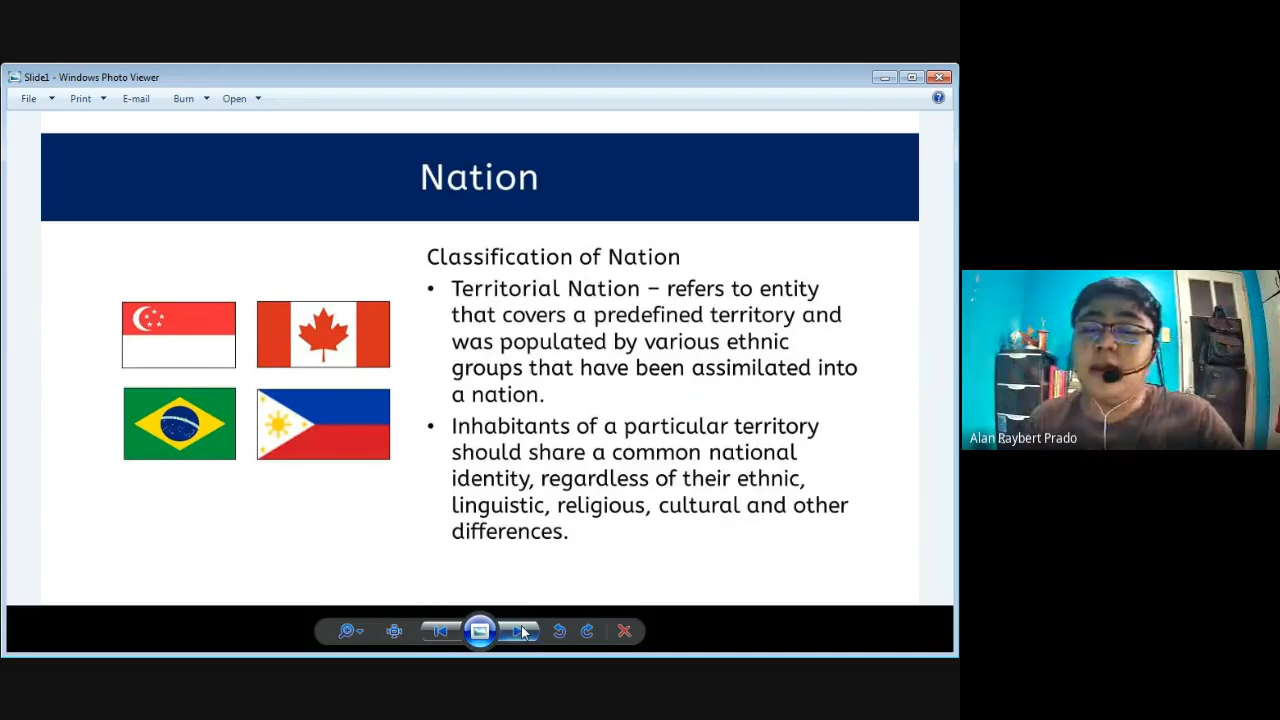 Slide1 - Windows Photo Viewer
File Print E-mail Burn Open
Nation
Classification of Nation
• Territorial Nation – refers to entity
that covers a predefined territory and
was populated by various ethnic
groups that have been assimilated into
a nation.
• Inhabitants of a particular territory
should share a common national
identity, regardless of their ethnic,
linguistic, religious, cultural and other
differences.
Alan Raybert Prado